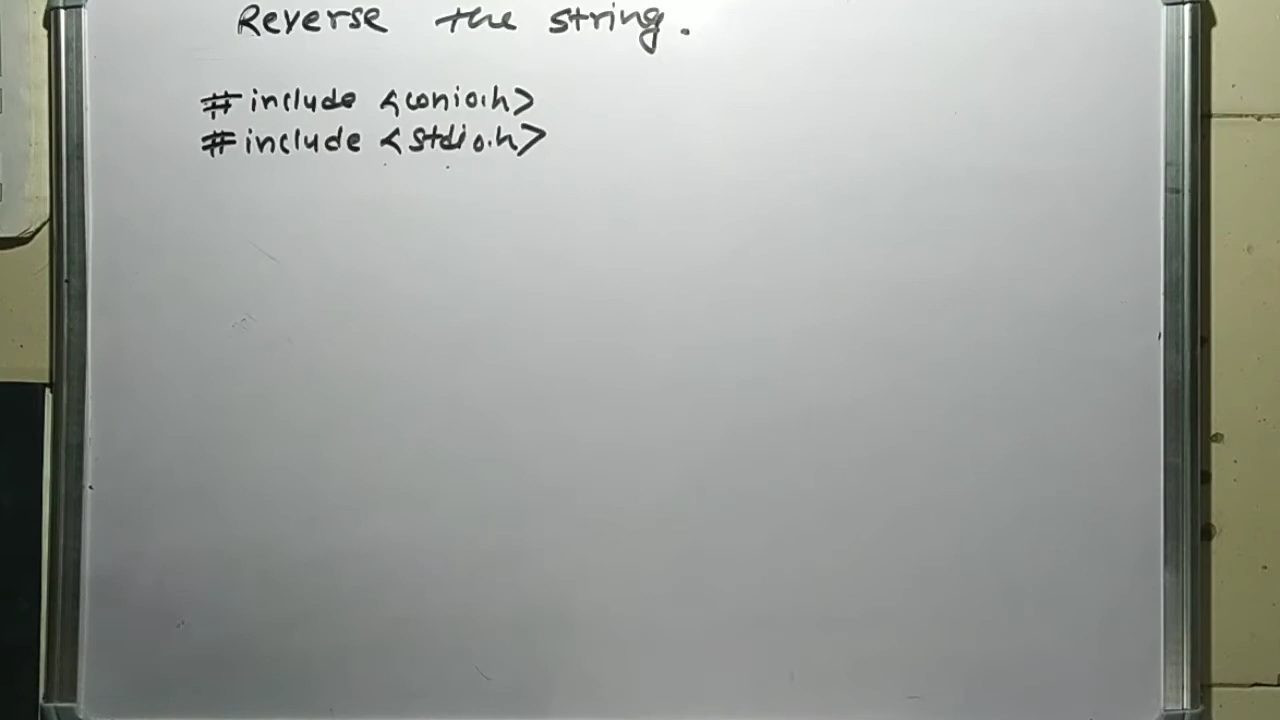 Reverse the string.
#include <conio.h>
#include <stdio.h>